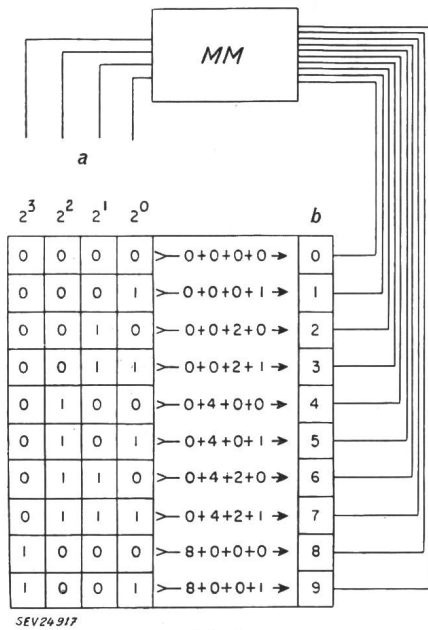 MM
a
2³ 2² 2¹ 2⁰ b
0 0 0 0 >— 0+0+0+0 → 0
0 0 0 1 >— 0+0+0+1 → 1
0 0 1 0 >— 0+0+2+0 → 2
0 0 1 1 >— 0+0+2+1 → 3
0 1 0 0 >— 0+4+0+0 → 4
0 1 0 1 >— 0+4+0+1 → 5
0 1 1 0 >— 0+4+2+0 → 6
0 1 1 1 >— 0+4+2+1 → 7
1 0 0 0 >— 8+0+0+0 → 8
1 0 0 1 >— 8+0+0+1 → 9
SEV24917